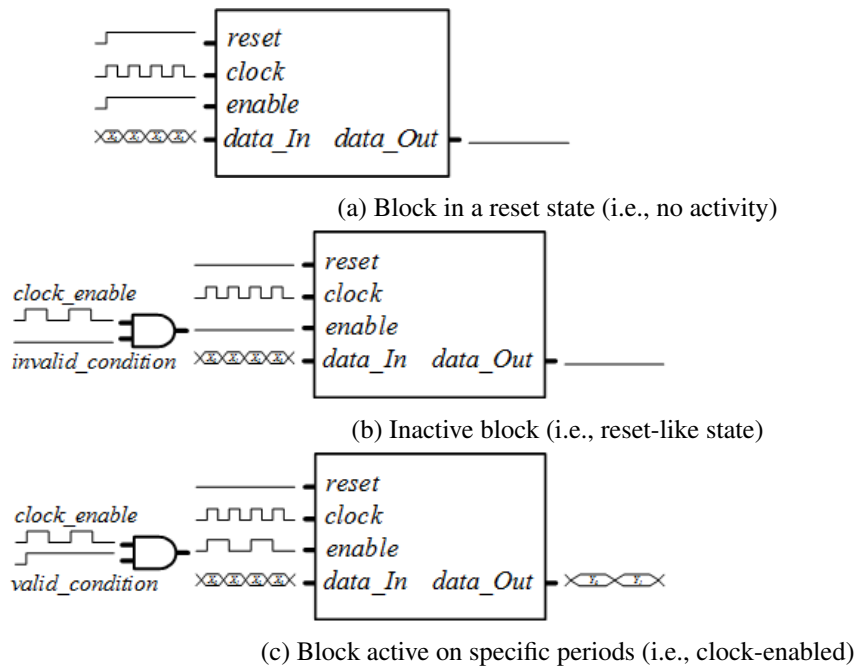 reset
clock
enable
data_In data_Out
(a) Block in a reset state (i.e., no activity)
clock_enable
invalid_condition
reset
clock
enable
data_In data_Out
(b) Inactive block (i.e., reset-like state)
clock_enable
valid_condition
reset
clock
enable
data_In data_Out
(c) Block active on specific periods (i.e., clock-enabled)